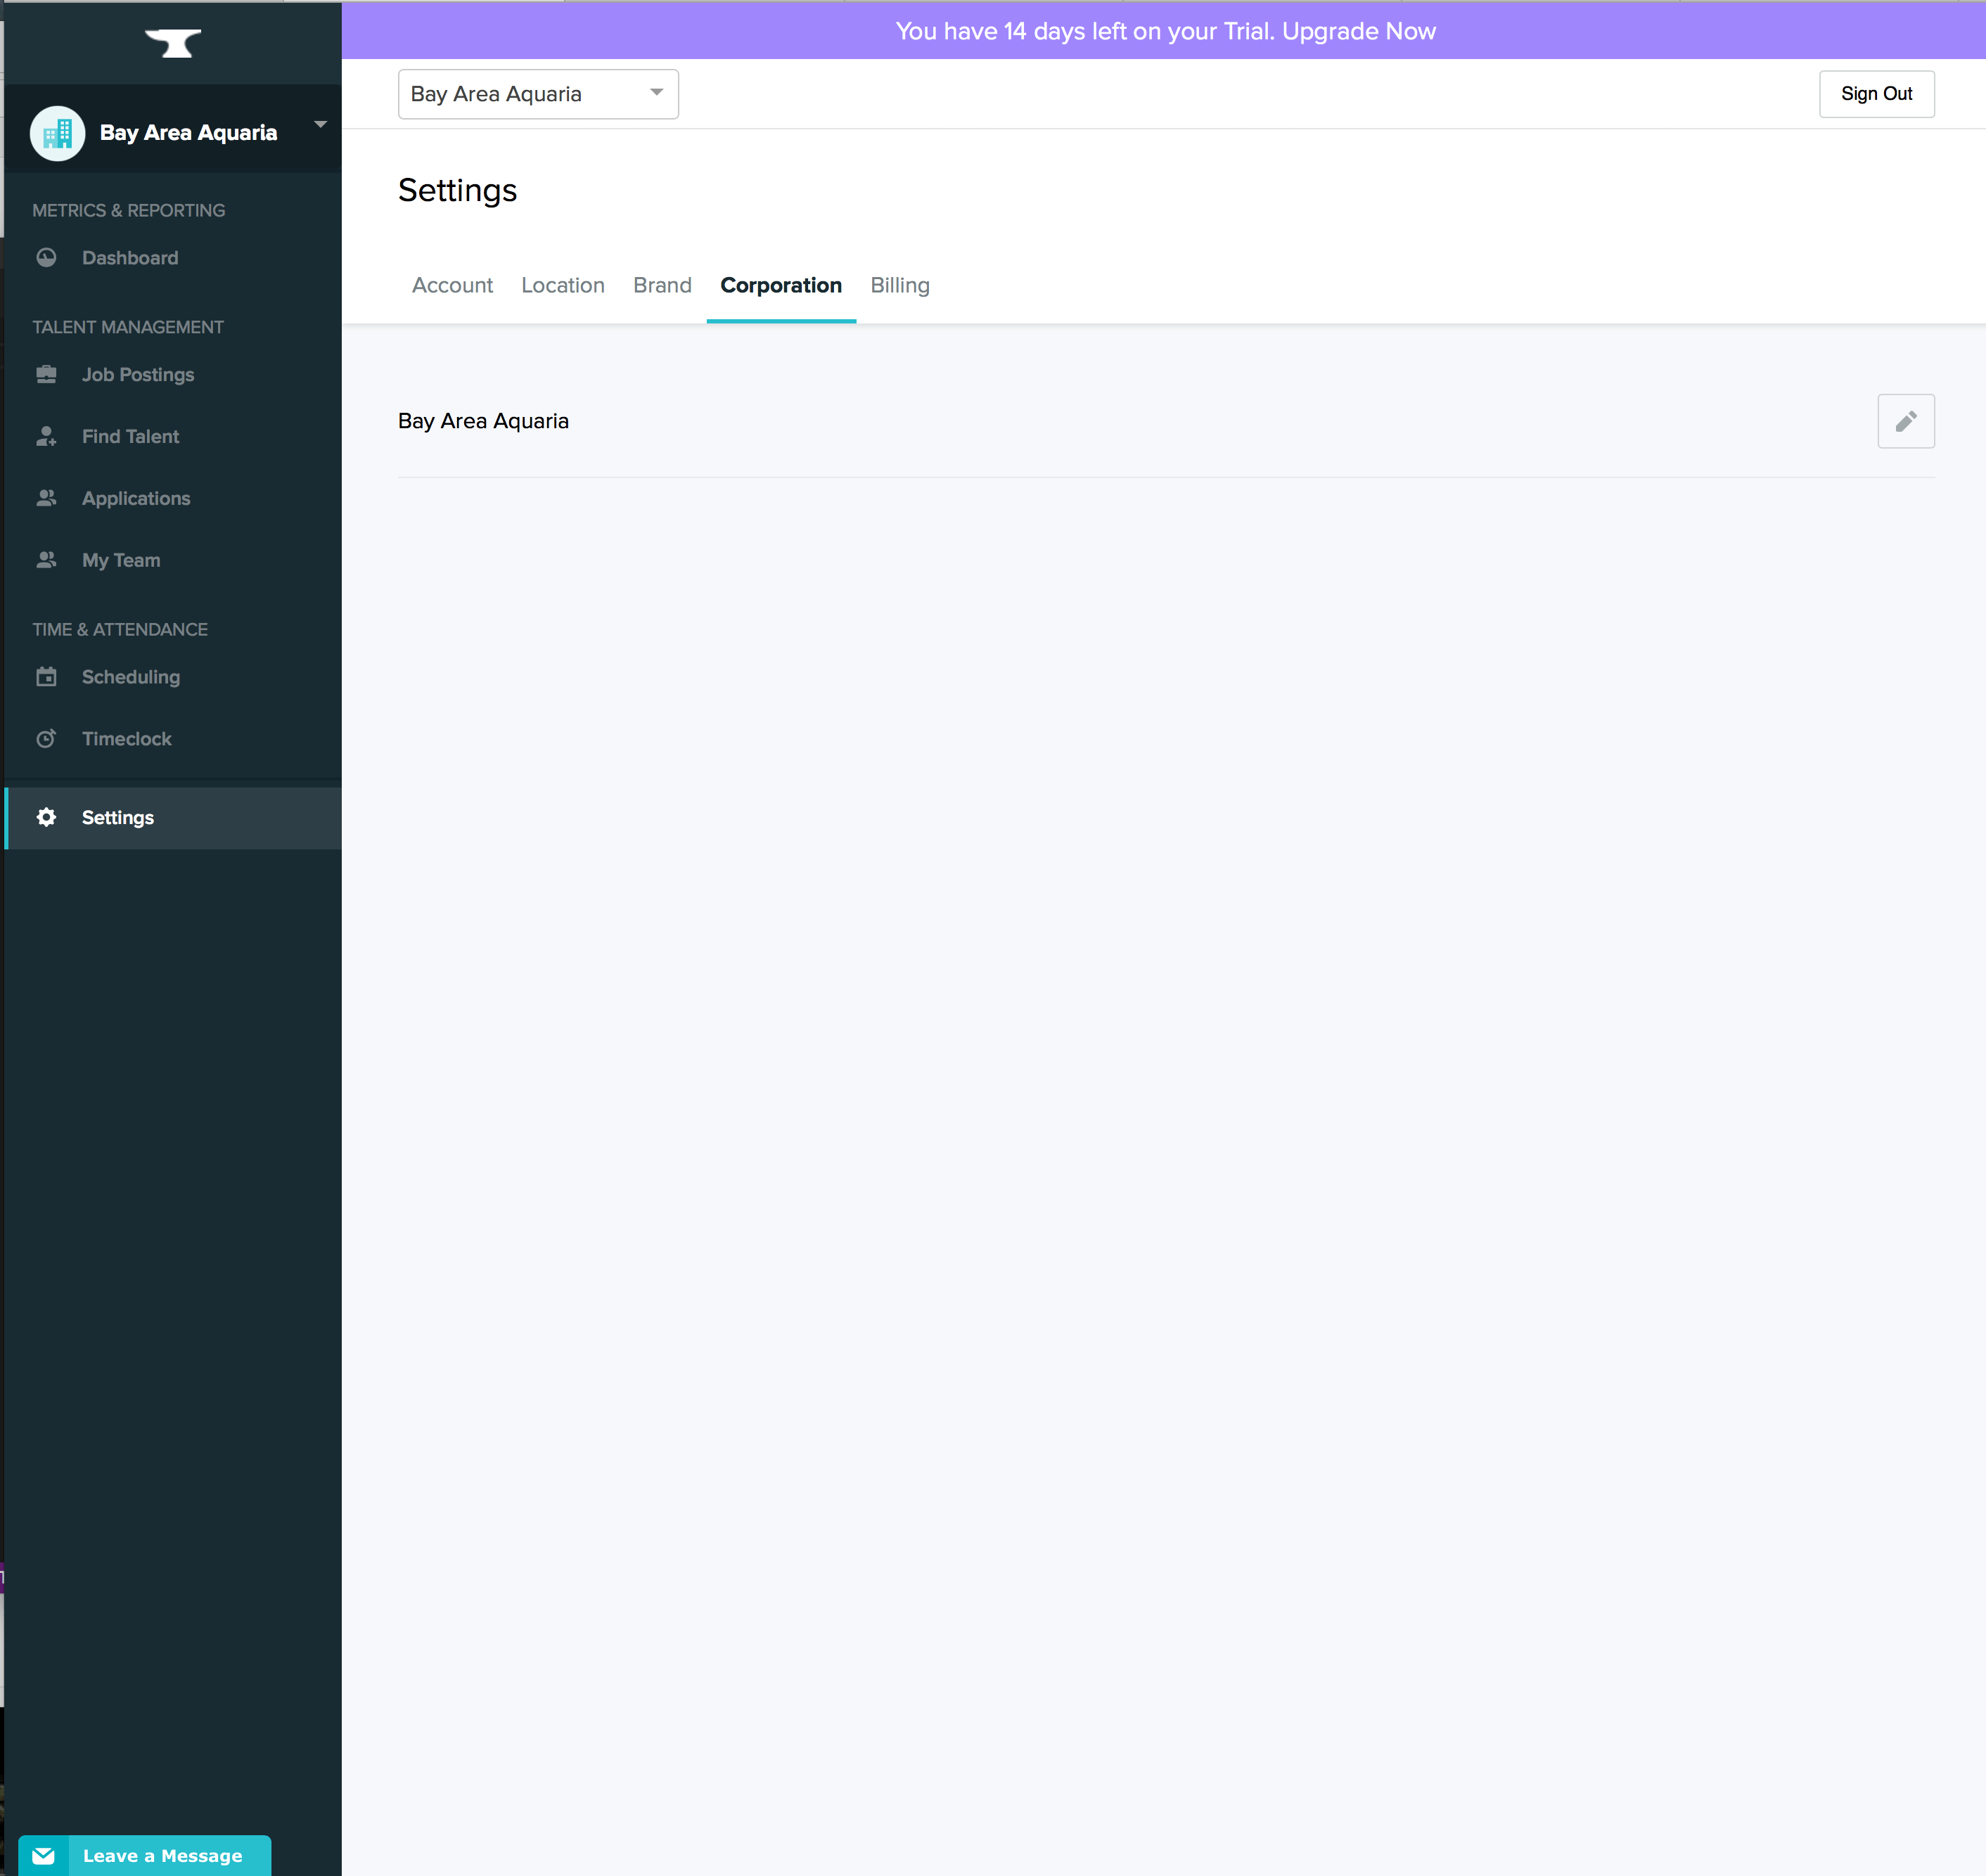 You have 14 days left on your Trial. Upgrade Now
Bay Area Aquaria
Sign Out
Bay Area Aquaria
METRICS & REPORTING
Dashboard
TALENT MANAGEMENT
Job Postings
Find Talent
Applications
My Team
TIME & ATTENDANCE
Scheduling
Timeclock
Settings
Leave a Message
Settings
Account Location Brand Corporation Billing
Bay Area Aquaria